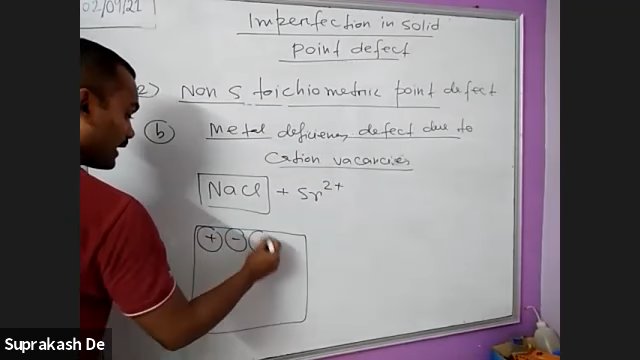 02/09/21
Imperfection in solid
Point defect
2) Non Stoichiometric point defect
(b) Metal deficiency defect due to
Cation vacancies
NaCl + Sr2+
+ -
Suprakash De